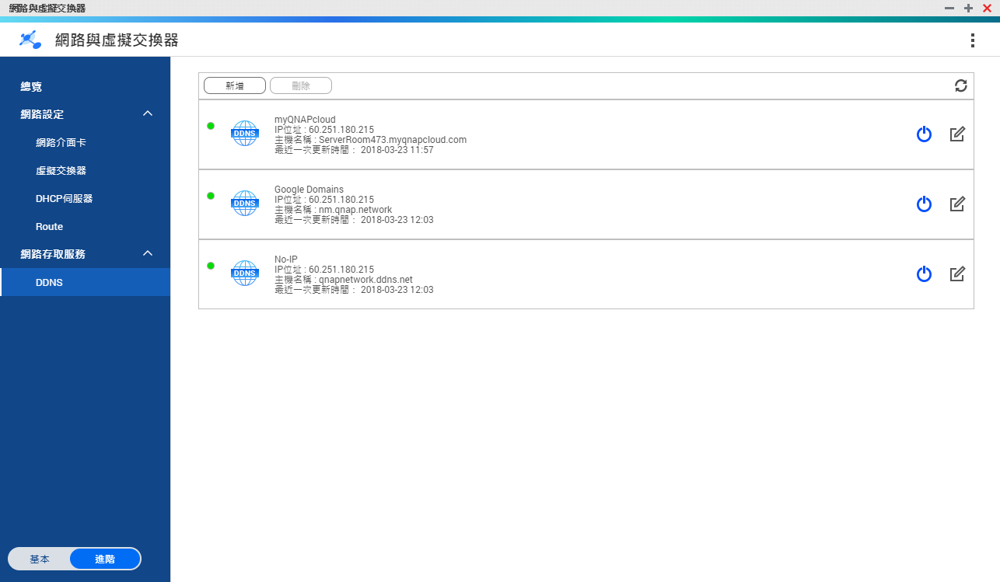 網路與虛擬交換器
網路與虛擬交換器
總覽
網路設定
網路介面卡
虛擬交換器
DHCP伺服器
Route
網路存取服務
DDNS
基本
進階
新增
刪除
DDNS
myQNAPcloud
IP位址 : 60.251.180.215
主機名稱 : ServerRoom473.myqnapcloud.com
最近一次更新時間： 2018-03-23 11:57
DDNS
Google Domains
IP位址 : 60.251.180.215
主機名稱 : nm.qnap.network
最近一次更新時間： 2018-03-23 12:03
DDNS
No-IP
IP位址 : 60.251.180.215
主機名稱 : qnapnetwork.ddns.net
最近一次更新時間： 2018-03-23 12:03